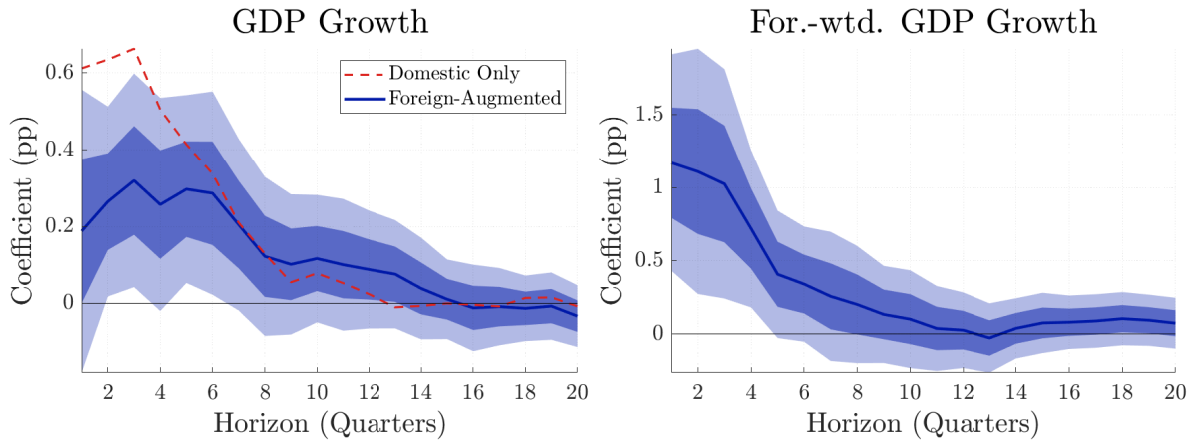 GDP Growth
Domestic Only
Foreign-Augmented
0.6
0.4
0.2
0
Coefficient (pp)
2 4 6 8 10 12 14 16 18 20
Horizon (Quarters)
For.-wtd. GDP Growth
1.5
1
0.5
0
Coefficient (pp)
2 4 6 8 10 12 14 16 18 20
Horizon (Quarters)